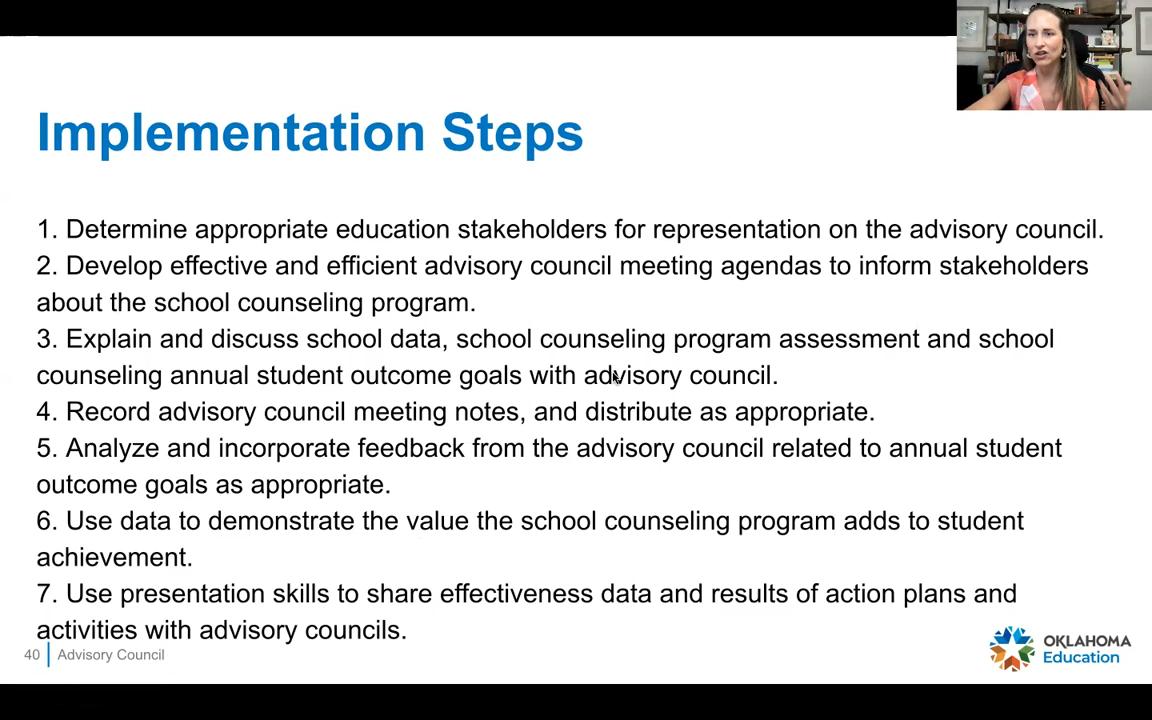 Implementation Steps
1. Determine appropriate education stakeholders for representation on the advisory council.
2. Develop effective and efficient advisory council meeting agendas to inform stakeholders
about the school counseling program.
3. Explain and discuss school data, school counseling program assessment and school
counseling annual student outcome goals with advisory council.
4. Record advisory council meeting notes, and distribute as appropriate.
5. Analyze and incorporate feedback from the advisory council related to annual student
outcome goals as appropriate.
6. Use data to demonstrate the value the school counseling program adds to student
achievement.
7. Use presentation skills to share effectiveness data and results of action plans and
activities with advisory councils.
40 Advisory Council
OKLAHOMA
Education